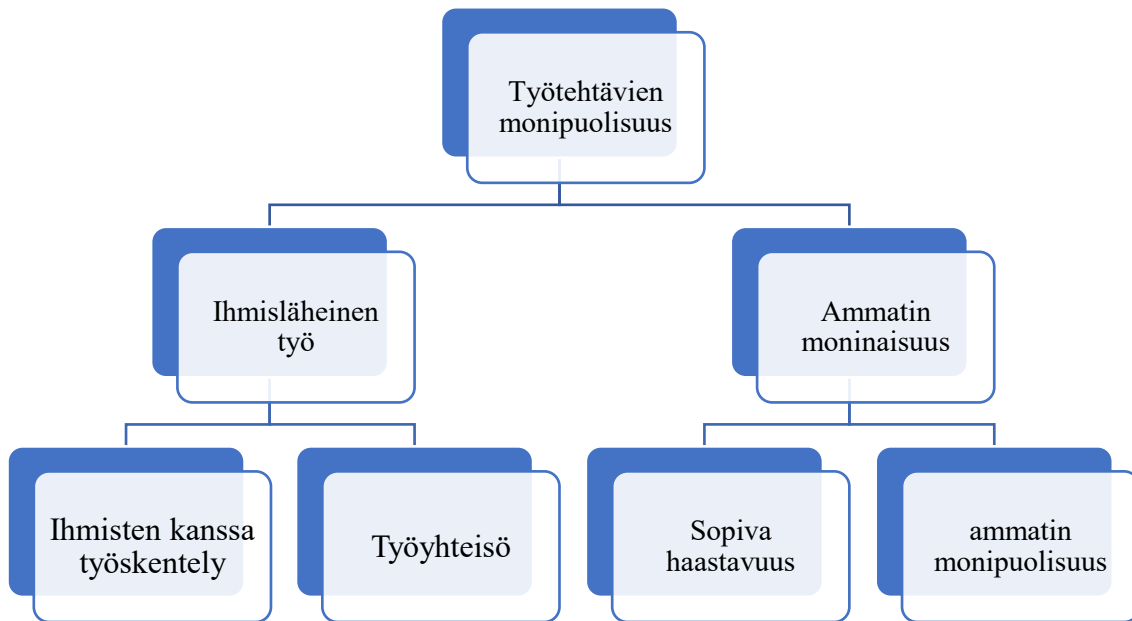 Työtehtävien
monipuolisuus
Ihmisläheinen
työ
Ammatin
moninaisuus
Ihmisten kanssa
työskentely
Työyhteisö
Sopiva
haastavuus
ammatin
monipuolisuus